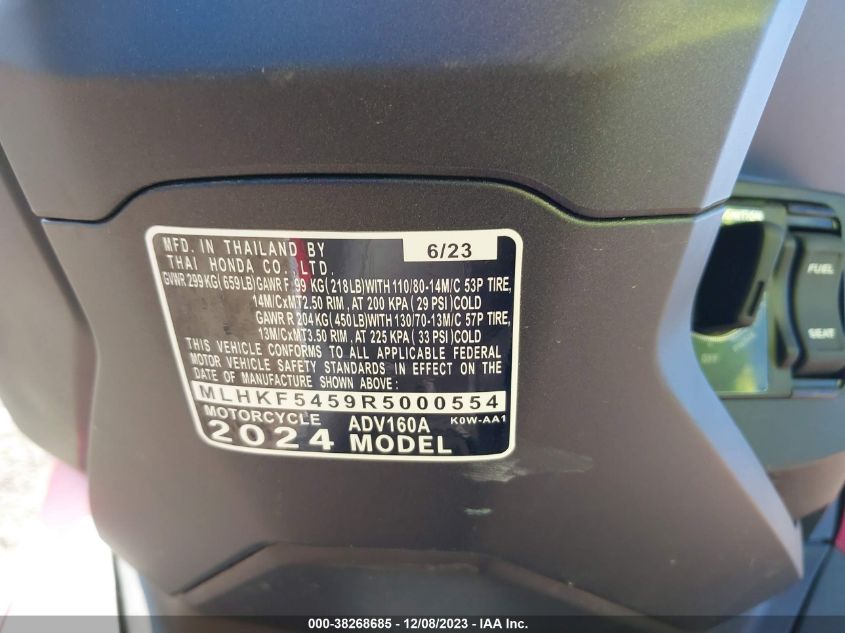 MFD. IN THAILAND BY 6/23
THAI HONDA CO.,LTD.
GVWR 299 KG( 659 LB) GAWR F 99 KG( 218 LB) WITH 110/80-14M/C 53P TIRE,
14M/CxMT2.50 RIM , AT 200 KPA ( 29 PSI )COLD
GAWR R 204 KG( 450 LB) WITH 130/70-13M/C 57P TIRE,
13M/CxMT3.50 RIM , AT 225 KPA ( 33 PSI )COLD
THIS VEHICLE CONFORMS TO ALL APPLICABLE FEDERAL
MOTOR VEHICLE SAFETY STANDARDS IN EFFECT ON THE
DATE OF MANUFACTURE SHOWN ABOVE:
MLHKF5459R5000554
MOTORCYCLE ADV160A K0W-AA1
2024 MODEL
FUEL
SEAT
OFF
000-38268685 - 12/08/2023 - IAA Inc.